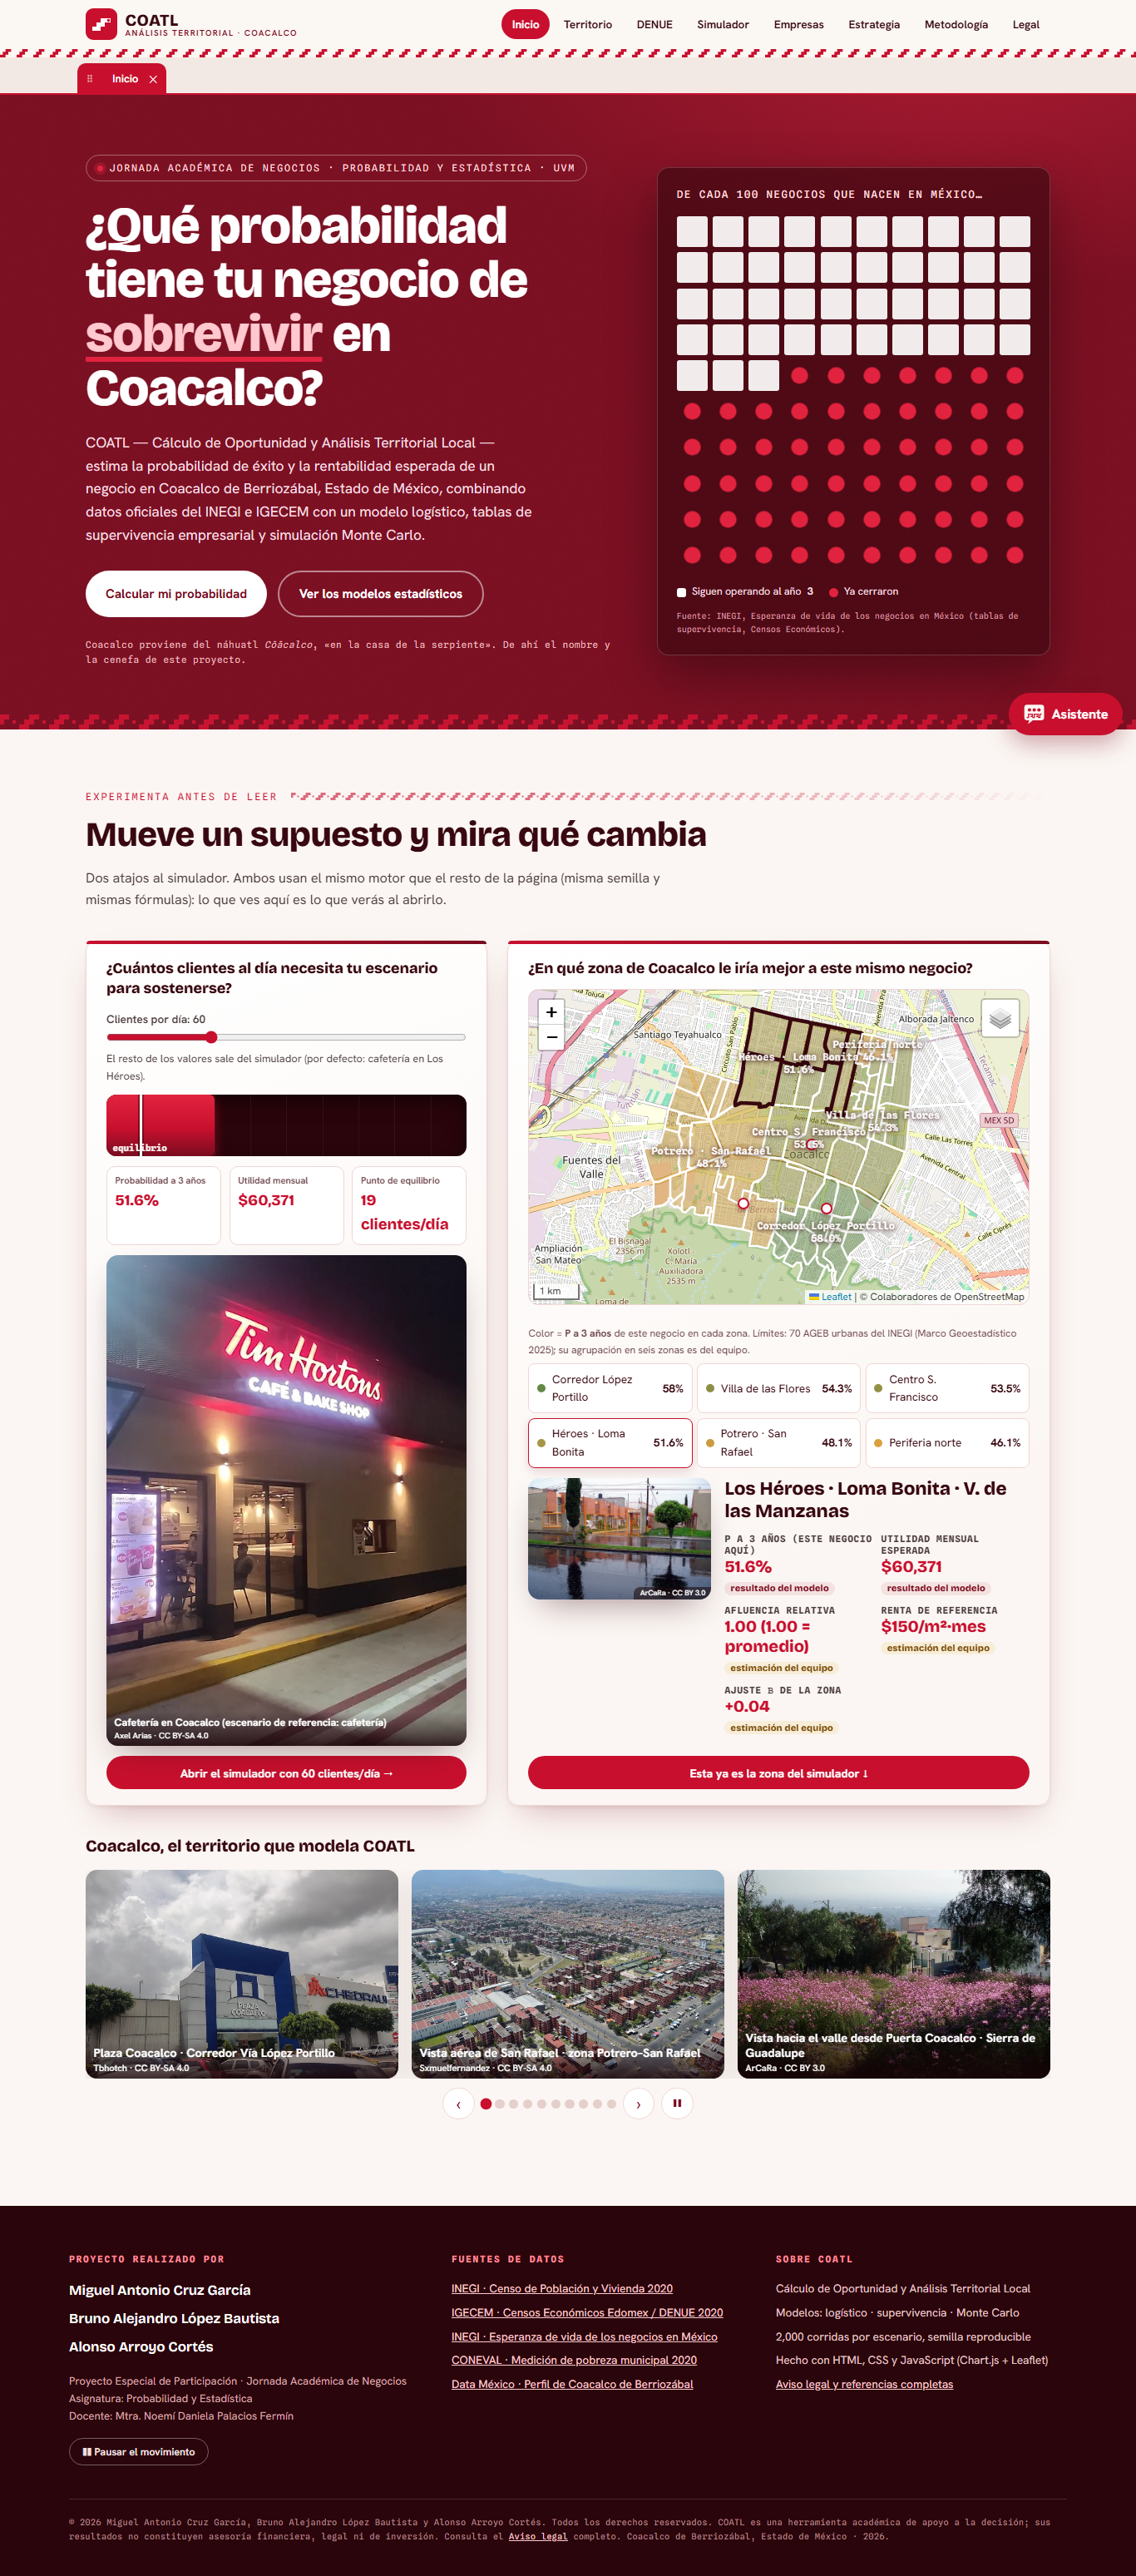 COATL
ANÁLISIS TERRITORIAL · COACALCO
Inicio
Territorio
DENUE
Simulador
Empresas
Estrategia
Metodología
Legal
Inicio ×
JORNADA ACADÉMICA DE NEGOCIOS · PROBABILIDAD Y ESTADÍSTICA · UVM
¿Qué probabilidad
tiene tu negocio de
sobrevivir en
Coacalco?
COATL — Cálculo de Oportunidad y Análisis Territorial Local —
estima la probabilidad de éxito y la rentabilidad esperada de un
negocio en Coacalco de Berriozábal, Estado de México, combinando
datos oficiales del INEGI e IGECEM con un modelo logístico, tablas de
supervivencia empresarial y simulación Monte Carlo.
Calcular mi probabilidad
Ver los modelos estadísticos
Coacalco proviene del náhuatl Cōācalco, «en la casa de la serpiente». De ahí el nombre y
la cenefa de este proyecto.
DE CADA 100 NEGOCIOS QUE NACEN EN MÉXICO…
Siguen operando al año 3
Ya cerraron
Fuente: INEGI, Esperanza de vida de los negocios en México (tablas de
supervivencia, Censos Económicos).
Asistente
EXPERIMENTA ANTES DE LEER
Mueve un supuesto y mira qué cambia
Dos atajos al simulador. Ambos usan el mismo motor que el resto de la página (misma semilla y
mismas fórmulas): lo que ves aquí es lo que verás al abrirlo.
¿Cuántos clientes al día necesita tu escenario
para sostenerse?
Clientes por día: 60
El resto de los valores sale del simulador (por defecto: cafetería en Los
Héroes).
equilibrio
Probabilidad a 3 años
51.6%
Utilidad mensual
$60,371
Punto de equilibrio
19
clientes/día
Tim Hortons
CAFÉ & BAKE SHOP
Cafetería en Coacalco (escenario de referencia: cafetería)
Axel Arias · CC BY-SA 4.0
Abrir el simulador con 60 clientes/día →
¿En qué zona de Coacalco le iría mejor a este mismo negocio?
+
−
Santiago Teyahualco
Alborada Jaltenco
Periferia norte
46.1%
Héroes · Loma Bonita
51.6%
Villa de las Flores
54.3%
Centro S. Francisco
53.5%
Potrero · San Rafael
48.1%
Coacalco
MEX 5D
Calle Las Torres
Avenida Central
Fuentes del
Valle
Corredor López Portillo
58.0%
Calle Ciprés
Ampliación
San Mateo
El Bisnaga
2356 m
Xolotl
C. María
Auxiliadora
2535 m
Loma de
1 km
Leaflet | © Colaboradores de OpenStreetMap
Color = P a 3 años de este negocio en cada zona. Límites: 70 AGEB urbanas del INEGI (Marco Geoestadístico
2025); su agrupación en seis zonas es del equipo.
Corredor López
Portillo
58%
Villa de las Flores 54.3%
Centro S.
Francisco
53.5%
Héroes · Loma
Bonita
51.6%
Potrero · San
Rafael
48.1%
Periferia norte 46.1%
ArCaRa · CC BY 3.0
Los Héroes · Loma Bonita · V. de
las Manzanas
P A 3 AÑOS (ESTE NEGOCIO
AQUÍ)
51.6%
resultado del modelo
UTILIDAD MENSUAL
ESPERADA
$60,371
resultado del modelo
AFLUENCIA RELATIVA
1.00 (1.00 =
promedio)
estimación del equipo
RENTA DE REFERENCIA
$150/m²·mes
estimación del equipo
AJUSTE Β DE LA ZONA
+0.04
estimación del equipo
Esta ya es la zona del simulador ↓
Coacalco, el territorio que modela COATL
PLAZA
COACALCO
Plaza Coacalco · Corredor Vía López Portillo
Tbhotch · CC BY-SA 4.0
Vista aérea de San Rafael · zona Potrero–San Rafael
Sxmuelfernandez · CC BY-SA 4.0
Vista hacia el valle desde Puerta Coacalco · Sierra de
Guadalupe
ArCaRa · CC BY 3.0
PROYECTO REALIZADO POR
Miguel Antonio Cruz García
Bruno Alejandro López Bautista
Alonso Arroyo Cortés
Proyecto Especial de Participación · Jornada Académica de Negocios
Asignatura: Probabilidad y Estadística
Docente: Mtra. Noemí Daniela Palacios Fermín
Pausar el movimiento
FUENTES DE DATOS
INEGI · Censo de Población y Vivienda 2020
IGECEM · Censos Económicos Edomex / DENUE 2020
INEGI · Esperanza de vida de los negocios en México
CONEVAL · Medición de pobreza municipal 2020
Data México · Perfil de Coacalco de Berriozábal
SOBRE COATL
Cálculo de Oportunidad y Análisis Territorial Local
Modelos: logístico · supervivencia · Monte Carlo
2,000 corridas por escenario, semilla reproducible
Hecho con HTML, CSS y JavaScript (Chart.js + Leaflet)
Aviso legal y referencias completas
© 2026 Miguel Antonio Cruz García, Bruno Alejandro López Bautista y Alonso Arroyo Cortés. Todos los derechos reservados. COATL es una herramienta académica de apoyo a la decisión; sus
resultados no constituyen asesoría financiera, legal ni de inversión. Consulta el Aviso legal completo. Coacalco de Berriozábal, Estado de México · 2026.